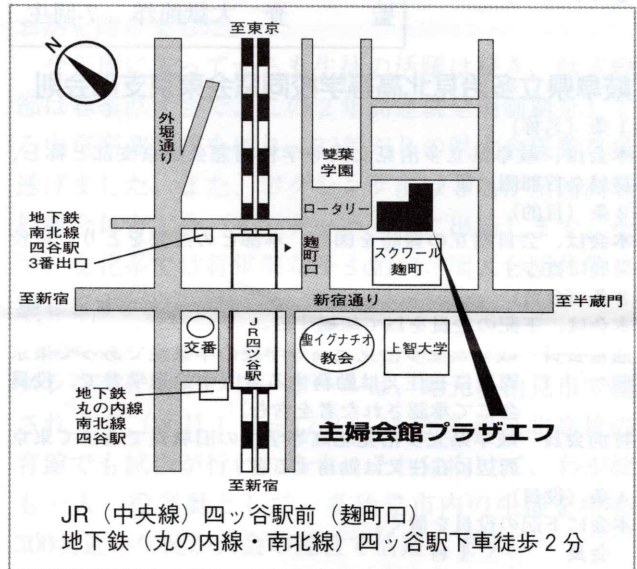 至東京
N
外堀通り
雙葉
学園
地下鉄
南北線
四谷駅
3番出口
ロータリー
麹町口
スクワール
麹町
至新宿
新宿通り
至半蔵門
交番
JR四谷駅
聖イグナチオ
教会
上智大学
地下鉄
丸の内線
南北線
四谷駅
主婦会館プラザエフ
至新宿
JR（中央線）四ッ谷駅前（麹町口）
地下鉄（丸の内線・南北線）四ッ谷駅下車徒歩2分